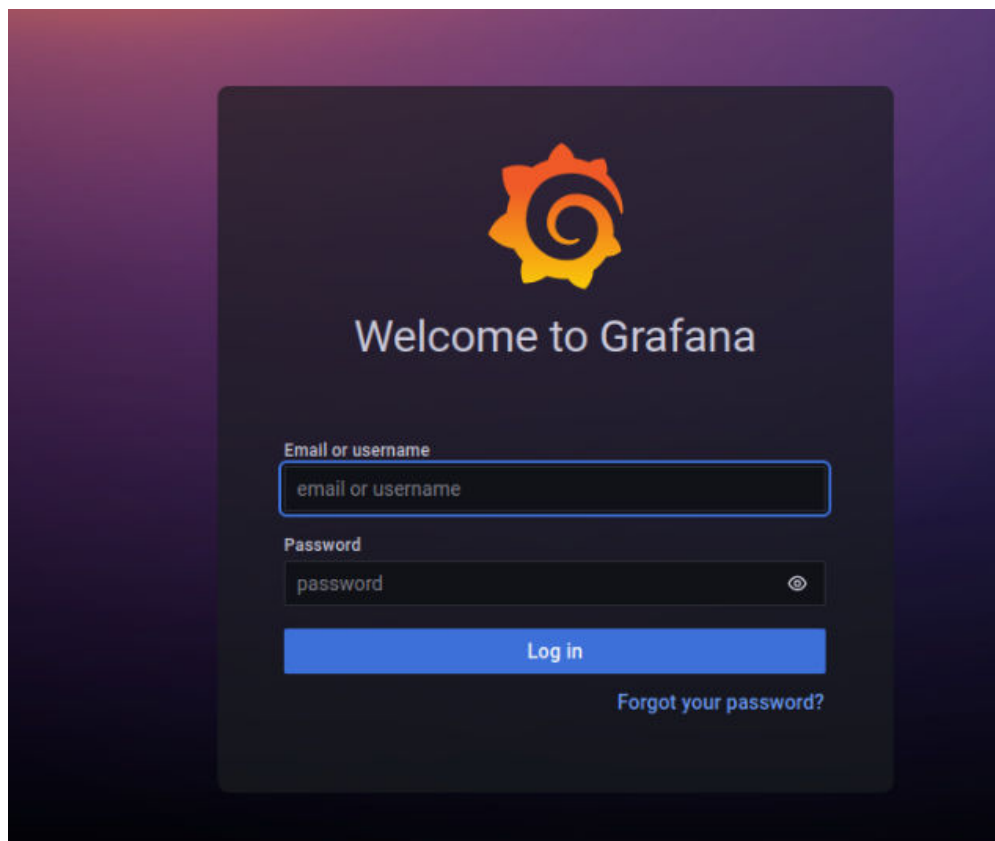 Welcome to Grafana
Email or username
email or username
Password
password
Log in
Forgot your password?